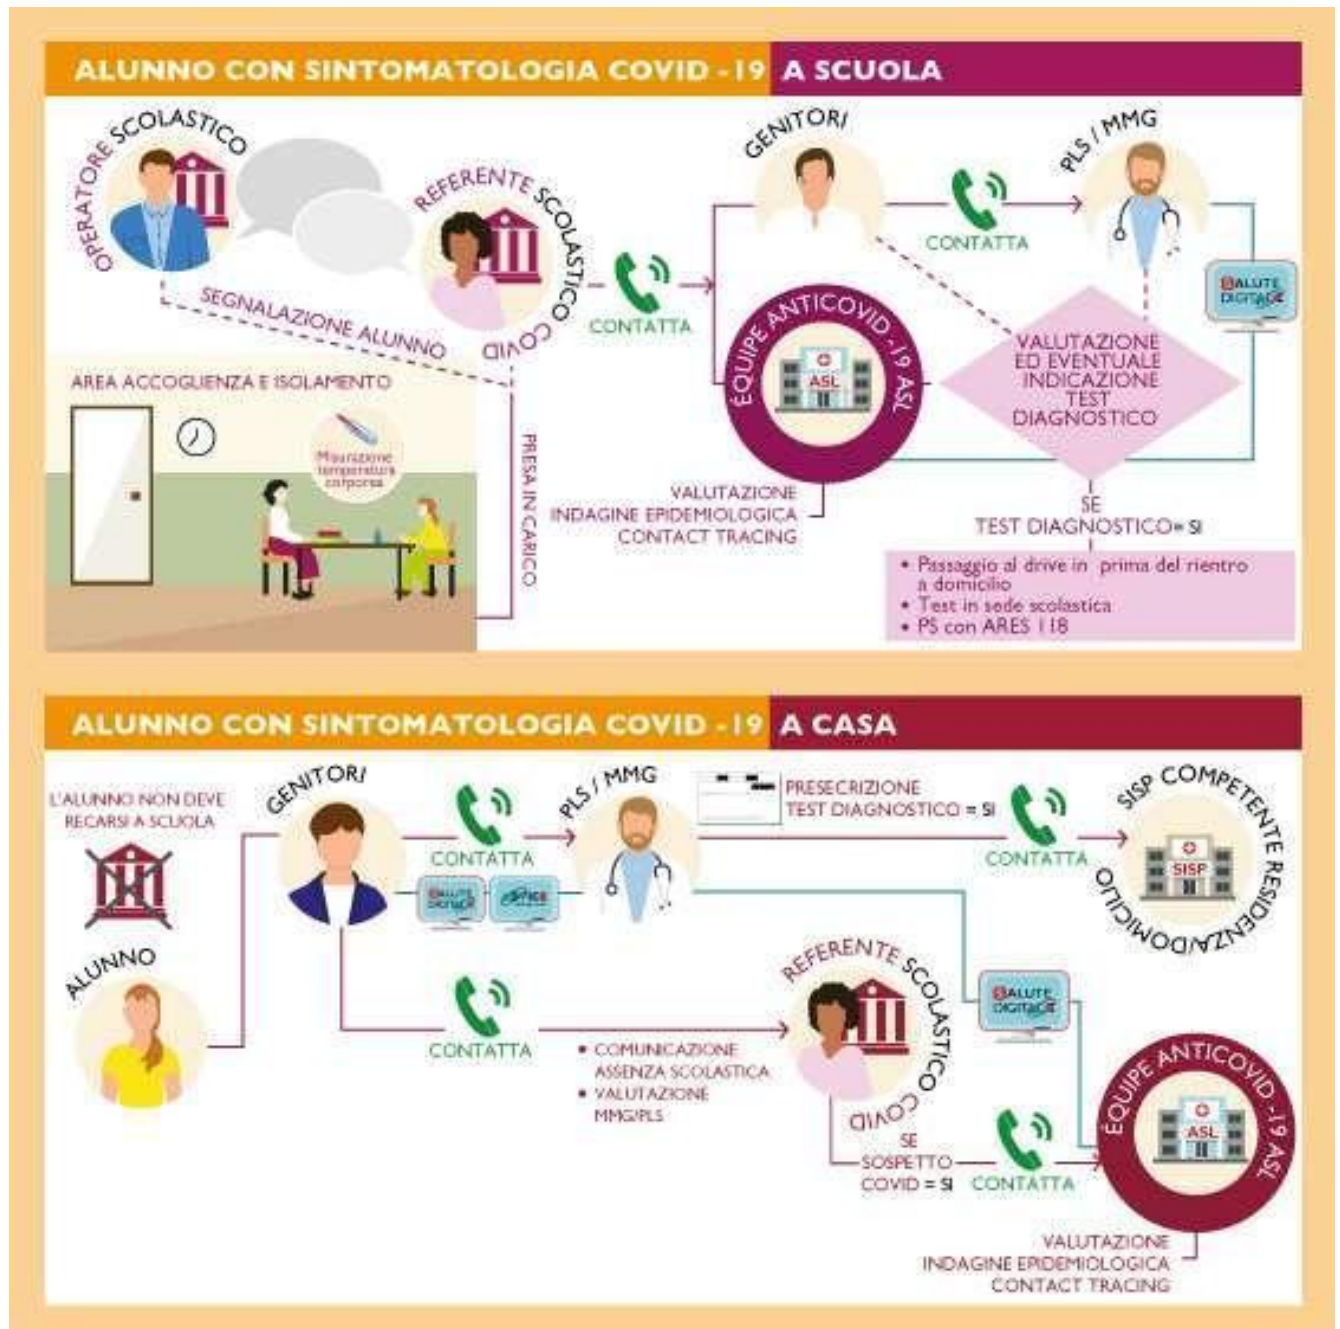 ALUNNO CON SINTOMATOLOGIA COVID -19 A SCUOLA
OPERATORE SCOLASTICO
REFERENTE SCOLASTICO COVID
SEGNALAZIONE ALUNNO
CONTATTA
GENITORI
CONTATTA
PLS / MMG
SALUTE
DIGITALE
ÉQUIPE ANTICOVID -19 ASL
ASL
VALUTAZIONE
ED EVENTUALE
INDICAZIONE
TEST
DIAGNOSTICO
AREA ACCOGLIENZA E ISOLAMENTO
Misurazione
temperatura
corporea
PRESA IN CARICO
VALUTAZIONE
INDAGINE EPIDEMIOLOGICA
CONTACT TRACING
SE
TEST DIAGNOSTICO= SI
• Passaggio al drive in prima del rientro
a domicilio
• Test in sede scolastica
• PS con ARES 118
ALUNNO CON SINTOMATOLOGIA COVID -19 A CASA
L'ALUNNO NON DEVE
RECARSI A SCUOLA
ALUNNO
GENITORI
CONTATTA
SALUTE
DIGITALE
PLS / MMG
PRESECRIZIONE
TEST DIAGNOSTICO = SI
CONTATTA
SISP COMPETENTE RESIDENZA/DOMICILIO
SISP
CONTATTA
• COMUNICAZIONE
ASSENZA SCOLASTICA
• VALUTAZIONE
MMG/PLS
REFERENTE SCOLASTICO COVID
SALUTE
DIGITALE
SE
SOSPETTO
COVID = SI
CONTATTA
ÉQUIPE ANTICOVID -19 ASL
ASL
VALUTAZIONE
INDAGINE EPIDEMIOLOGICA
CONTACT TRACING